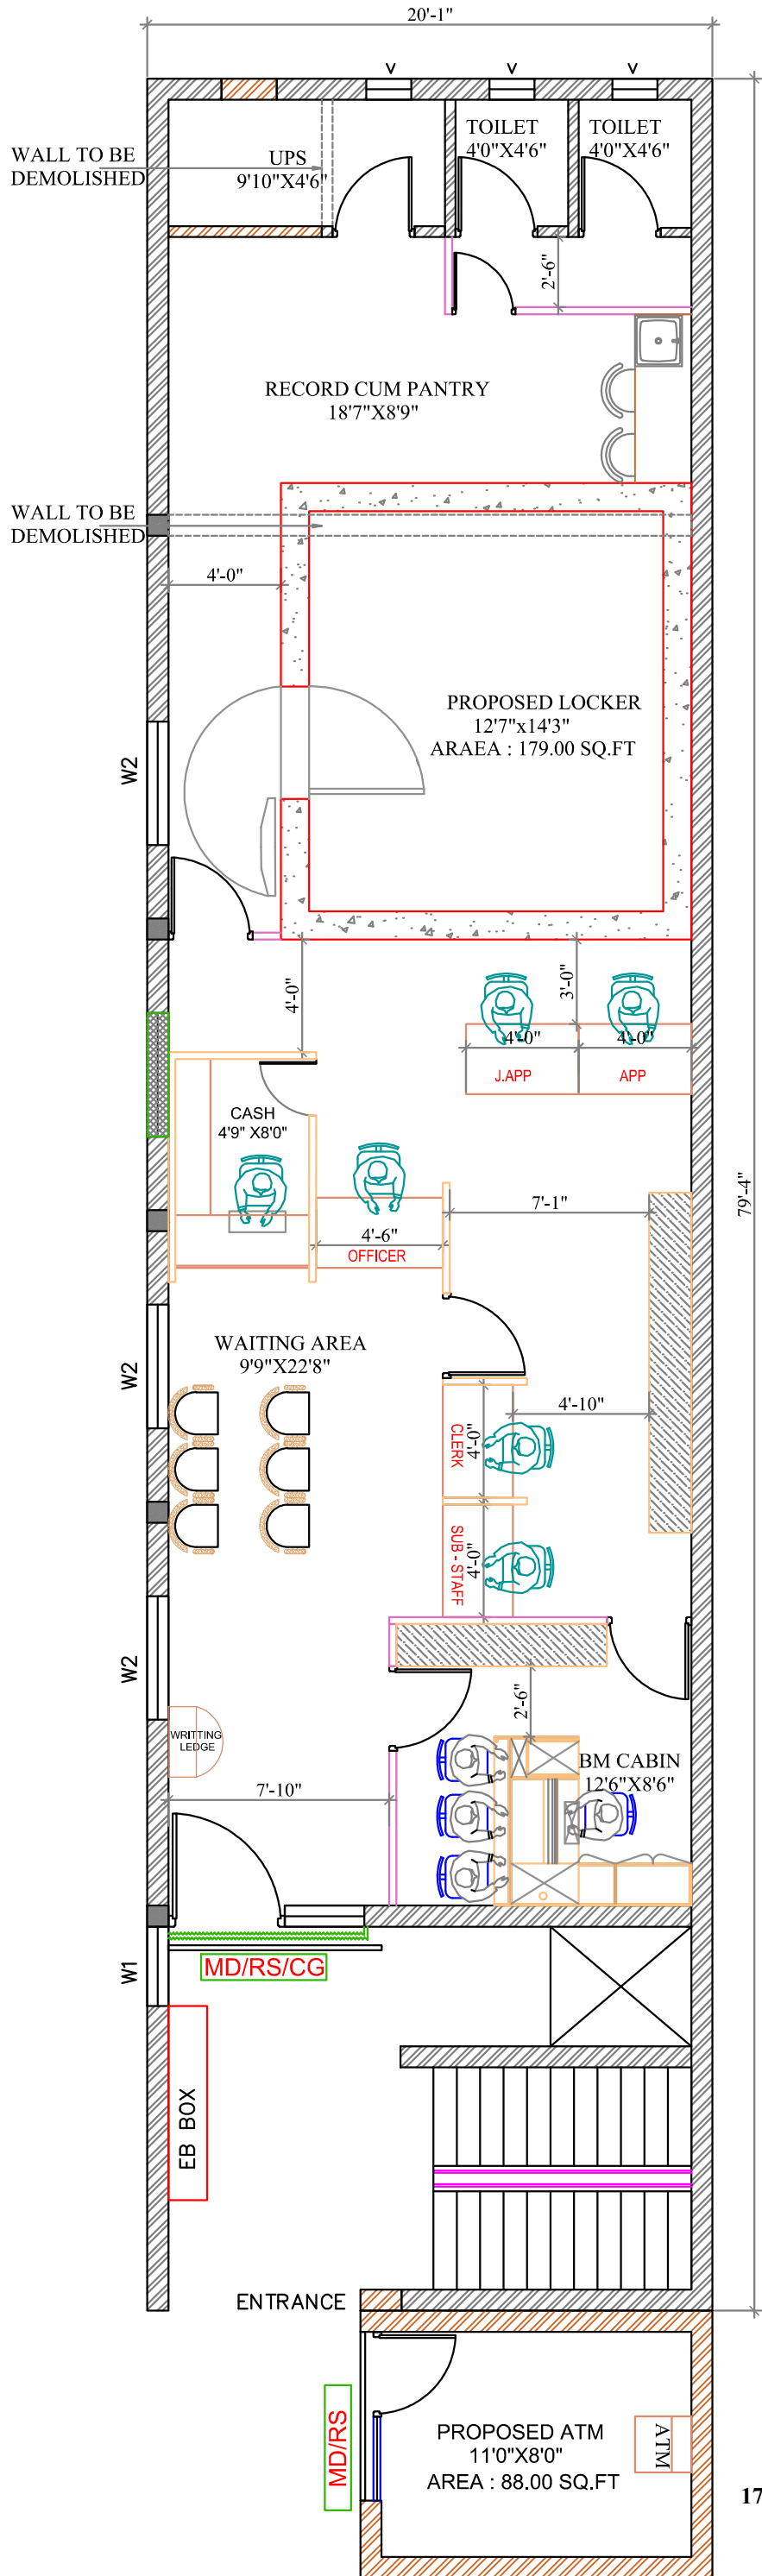 20'-1"
V
V
V
TOILET
4'0"X4'6"
TOILET
4'0"X4'6"
WALL TO BE
DEMOLISHED
UPS
9'10"X4'6"
2'-6"
RECORD CUM PANTRY
18'7"X8'9"
WALL TO BE
DEMOLISHED
4'-0"
PROPOSED LOCKER
12'7"x14'3"
ARAEA : 179.00 SQ.FT
W2
4'-0"
3'-0"
4'-0"
4'-0"
J.APP
APP
CASH
4'9" X8'0"
79'-4"
7'-1"
4'-6"
OFFICER
WAITING AREA
9'9"X22'8"
W2
4'-10"
CLERK
4'-0"
SUB - STAFF
4'-0"
W2
2'-6"
WRITTING
LEDGE
BM CABIN
12'6"X8'6"
7'-10"
W1
MD/RS/CG
EB BOX
ENTRANCE
MD/RS
PROPOSED ATM
11'0"X8'0"
AREA : 88.00 SQ.FT
ATM
17